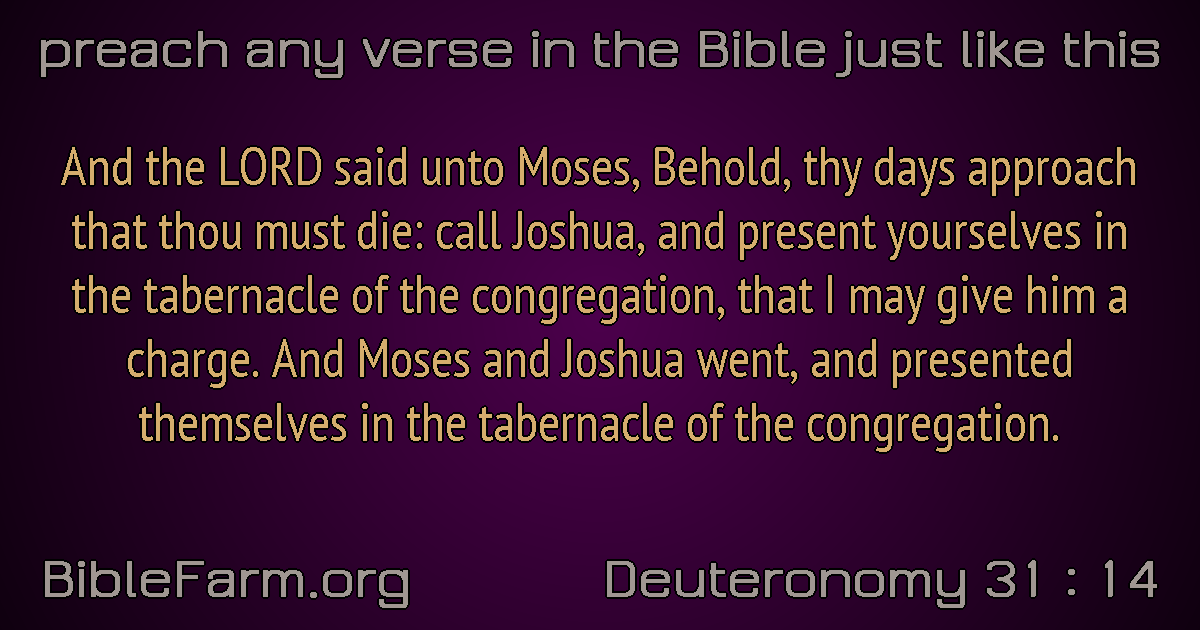 preach any verse in the Bible just like this
And the LORD said unto Moses, Behold, thy days approach
that thou must die: call Joshua, and present yourselves in
the tabernacle of the congregation, that I may give him a
charge. And Moses and Joshua went, and presented
themselves in the tabernacle of the congregation.
BibleFarm.org
Deuteronomy 31 : 14